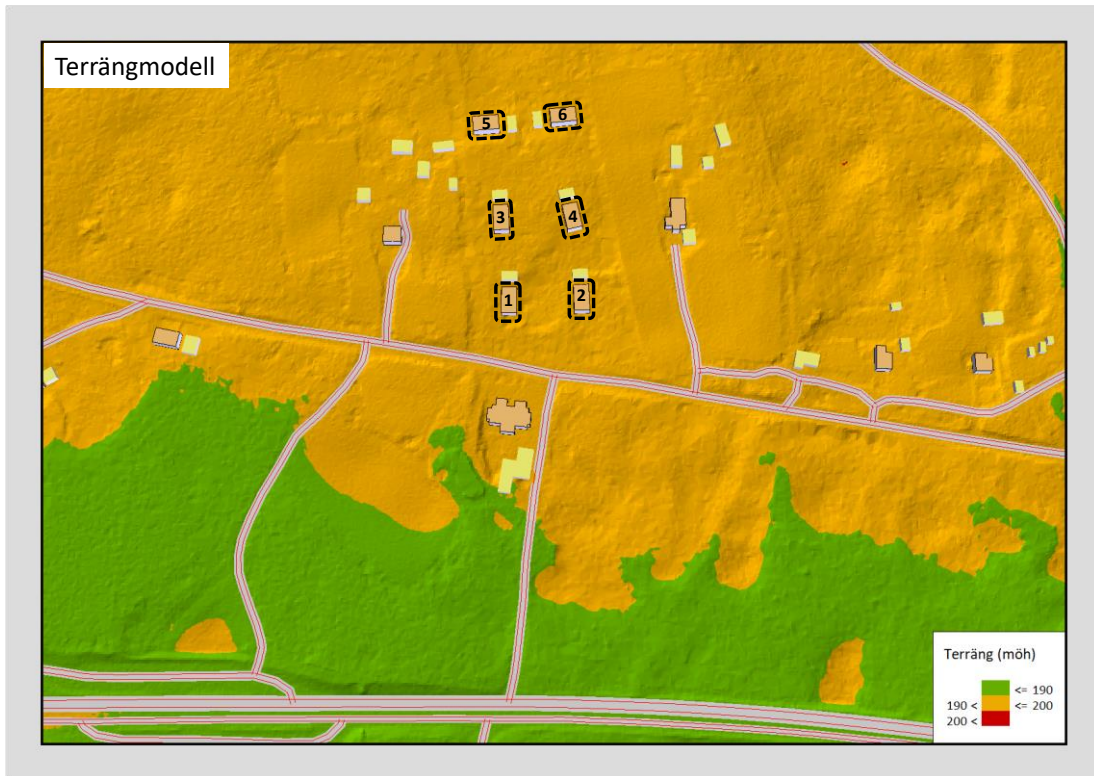 Terrängmodell
5
6
3
4
1
2
Terräng (möh)
<= 190
190 < <= 200
200 <